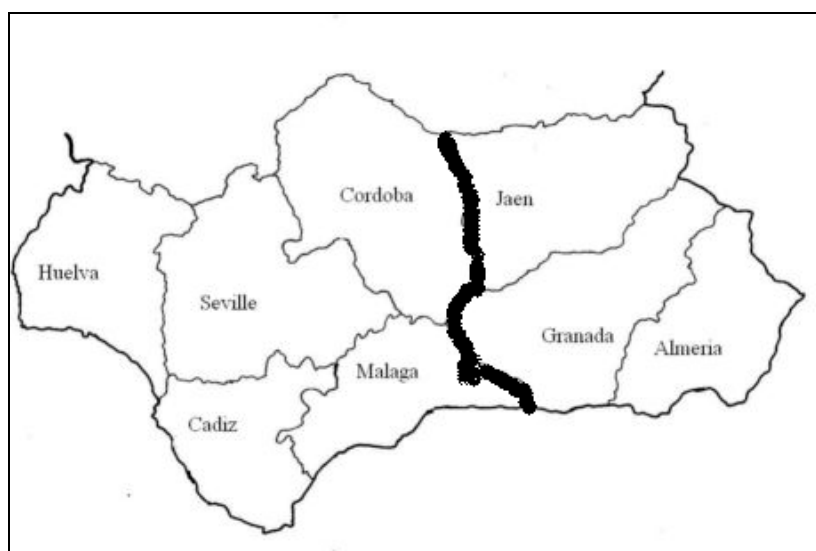 Cordoba
Jaen
Huelva
Seville
Granada
Almeria
Malaga
Cadiz